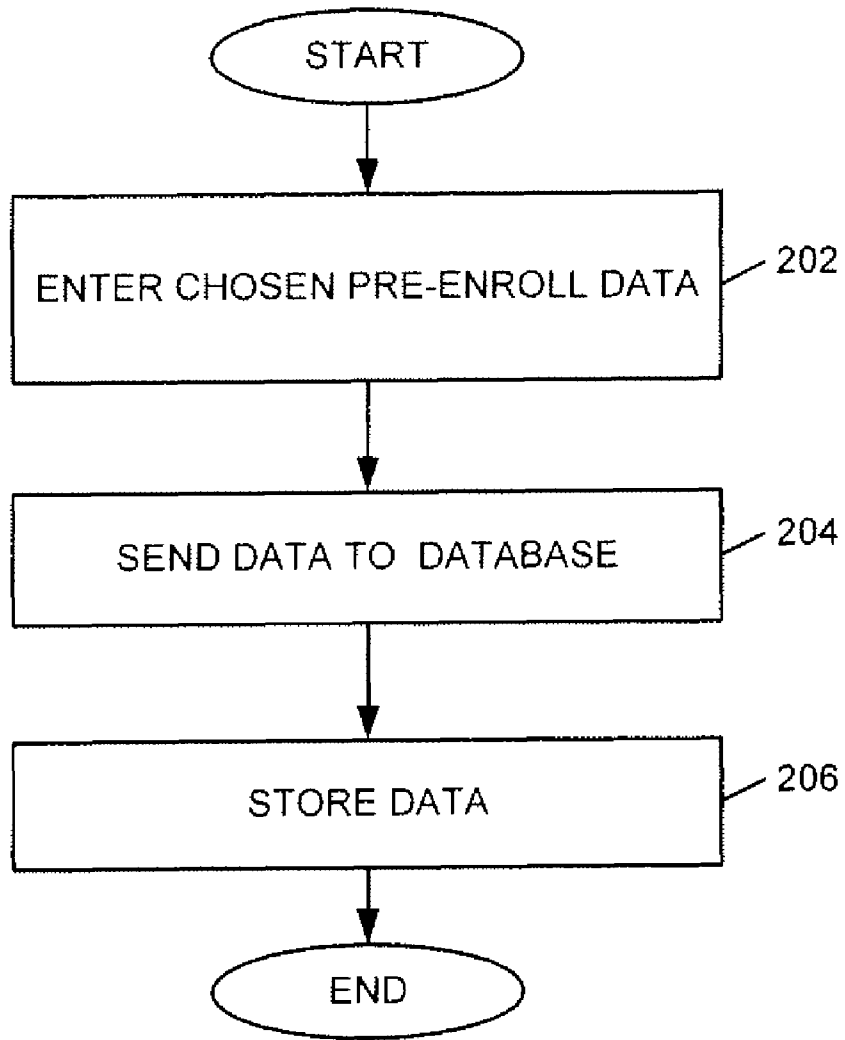 START
ENTER CHOSEN PRE-ENROLL DATA
202
SEND DATA TO DATABASE
204
STORE DATA
206
END